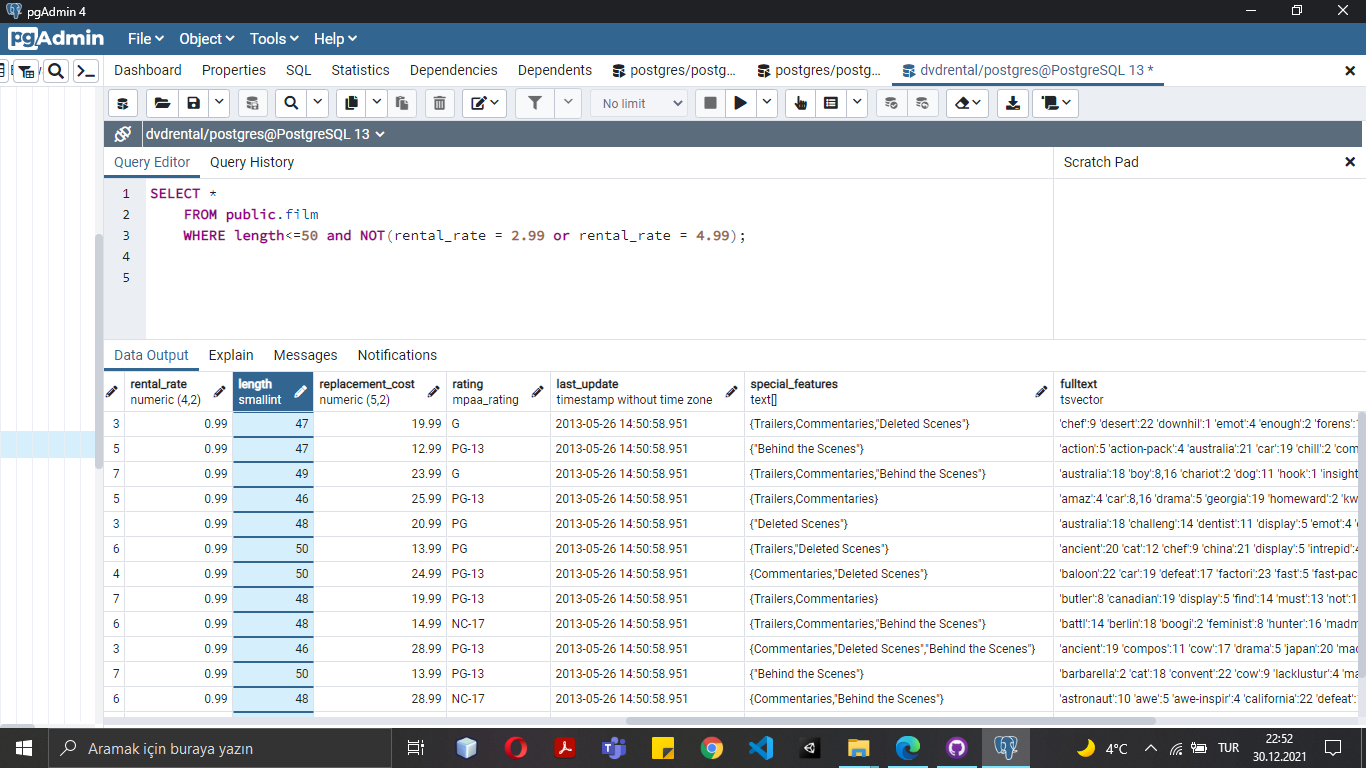 pgAdmin 4
pgAdmin File Object Tools Help
Dashboard Properties SQL Statistics Dependencies Dependents postgres/postg... postgres/postg... dvdrental/postgres@PostgreSQL 13 *
No limit
dvdrental/postgres@PostgreSQL 13
Query Editor Query History Scratch Pad
1 SELECT *
2 FROM public.film
3 WHERE length<=50 and NOT(rental_rate = 2.99 or rental_rate = 4.99);
4
5
Data Output Explain Messages Notifications
rental_rate length replacement_cost rating last_update special_features fulltext
numeric (4,2) smallint numeric (5,2) mpaa_rating timestamp without time zone text[] tsvector
3 0.99 47 19.99 G 2013-05-26 14:50:58.951 {Trailers,Commentaries,"Deleted Scenes"} 'chef':9 'desert':22 'downhil':1 'emot':4 'enough':2 'forens':
5 0.99 47 12.99 PG-13 2013-05-26 14:50:58.951 {"Behind the Scenes"} 'action':5 'action-pack':4 'australia':21 'car':19 'chill':2 'com
7 0.99 49 23.99 G 2013-05-26 14:50:58.951 {Trailers,Commentaries,"Behind the Scenes"} 'australia':18 'boy':8,16 'chariot':2 'dog':11 'hook':1 'insight
5 0.99 46 25.99 PG-13 2013-05-26 14:50:58.951 {Trailers,Commentaries} 'amaz':4 'car':8,16 'drama':5 'georgia':19 'homeward':2 'kw
3 0.99 48 20.99 PG 2013-05-26 14:50:58.951 {"Deleted Scenes"} 'australia':18 'challeng':14 'dentist':11 'display':5 'emot':4
6 0.99 50 13.99 PG 2013-05-26 14:50:58.951 {Trailers,"Deleted Scenes"} 'ancient':20 'cat':12 'chef':9 'china':21 'display':5 'intrepid':4
4 0.99 50 24.99 PG-13 2013-05-26 14:50:58.951 {Commentaries,"Deleted Scenes"} 'baloon':22 'car':19 'defeat':17 'factori':23 'fast':5 'fast-pac
7 0.99 48 19.99 PG-13 2013-05-26 14:50:58.951 {Trailers,Commentaries} 'butler':8 'canadian':19 'display':5 'find':14 'must':13 'not':1
6 0.99 48 14.99 NC-17 2013-05-26 14:50:58.951 {Trailers,Commentaries,"Behind the Scenes"} 'battl':14 'berlin':18 'boogi':2 'feminist':8 'hunter':16 'madm
3 0.99 46 28.99 PG-13 2013-05-26 14:50:58.951 {Commentaries,"Deleted Scenes","Behind the Scenes"} 'ancient':19 'compos':11 'cow':17 'drama':5 'japan':20 'mad
7 0.99 50 13.99 PG-13 2013-05-26 14:50:58.951 {"Behind the Scenes"} 'barbarella':2 'cat':18 'convent':22 'cow':9 'lacklustur':4 'ma
6 0.99 48 28.99 NC-17 2013-05-26 14:50:58.951 {Commentaries,"Behind the Scenes"} 'astronaut':10 'awe':5 'awe-inspir':4 'california':22 'defeat':
Aramak için buraya yazın 4°C TUR 22:52
30.12.2021